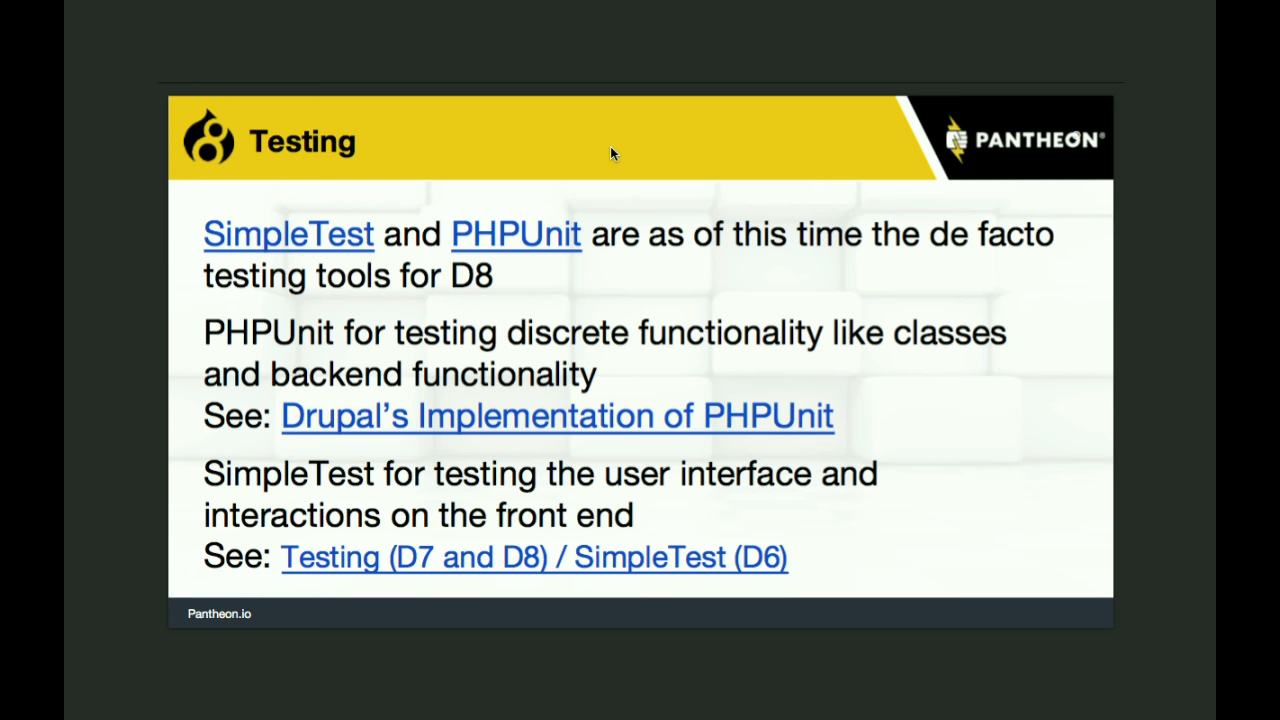 Testing
PANTHEON®
SimpleTest and PHPUnit are as of this time the de facto
testing tools for D8
PHPUnit for testing discrete functionality like classes
and backend functionality
See: Drupal’s Implementation of PHPUnit
SimpleTest for testing the user interface and
interactions on the front end
See: Testing (D7 and D8) / SimpleTest (D6)
Pantheon.io